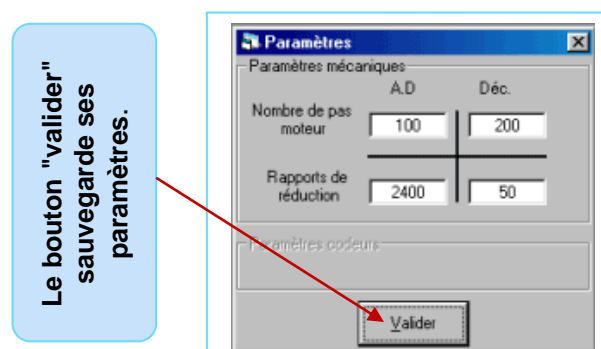 Le bouton "valider"
sauvegarde ses
paramètres.
Paramètres
Paramètres mécaniques
A.D Déc.
Nombre de pas
moteur
100 200
Rapports de
réduction
2400 50
Paramètres codeurs
Valider